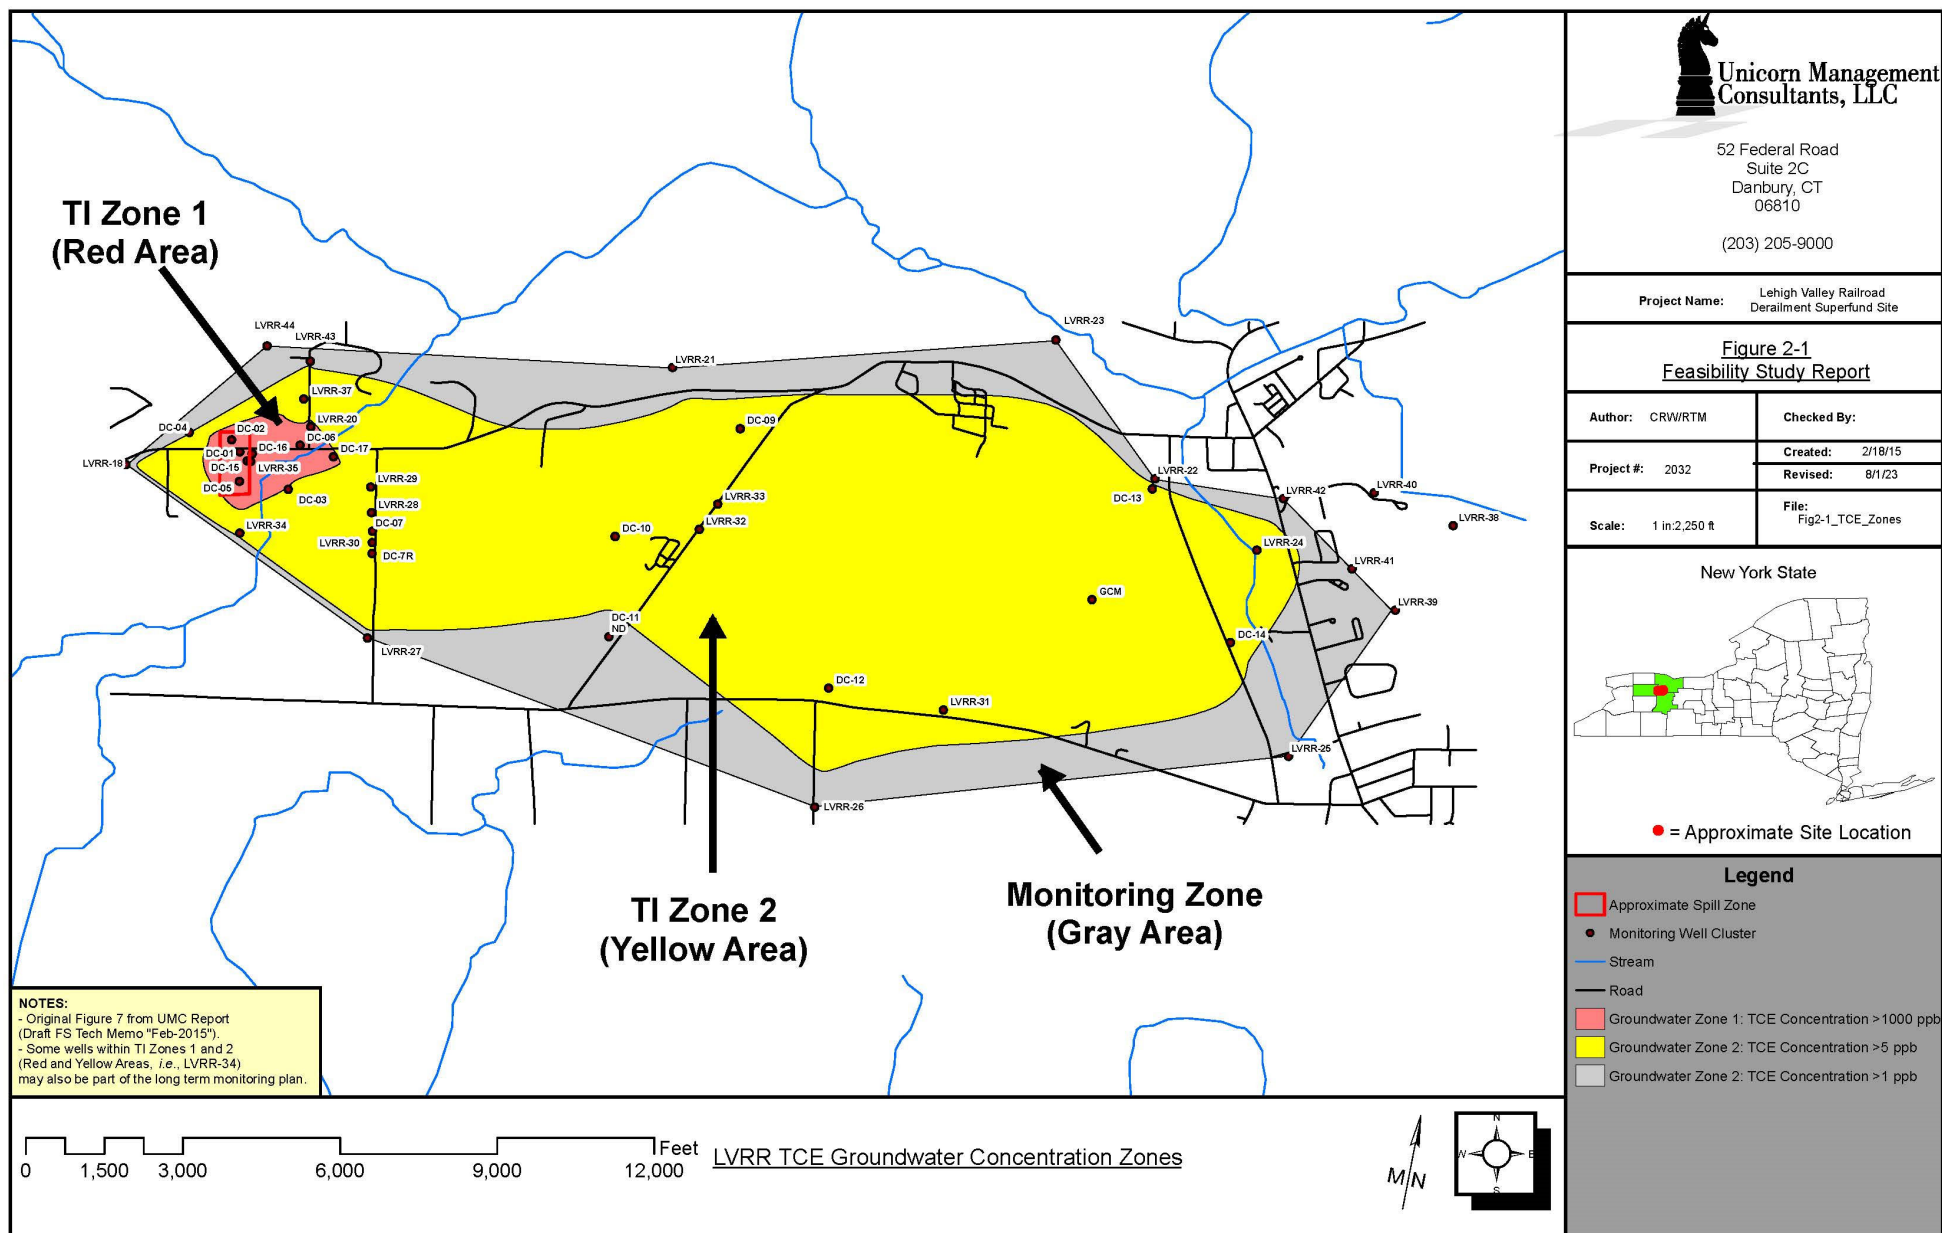 TI Zone 1
(Red Area)
LVRR-44
LVRR-43
LVRR-21
LVRR-23
LVRR-37
DC-04
DC-02
LVRR-20
DC-06
DC-09
DC-01
DC-16
DC-17
LVRR-18
DC-15
LVRR-35
DC-05
DC-03
LVRR-29
LVRR-33
LVRR-22
DC-13
LVRR-42
LVRR-40
LVRR-28
DC-07
LVRR-34
LVRR-30
DC-7R
DC-10
LVRR-32
LVRR-38
LVRR-24
LVRR-41
GCM
LVRR-39
DC-11
ND
LVRR-27
DC-14
DC-12
LVRR-31
LVRR-25
LVRR-26
TI Zone 2
(Yellow Area)
Monitoring Zone
(Gray Area)
NOTES:
- Original Figure 7 from UMC Report
(Draft FS Tech Memo "Feb-2015").
- Some wells within TI Zones 1 and 2
(Red and Yellow Areas, i.e., LVRR-34)
may also be part of the long term monitoring plan.
Feet
0 1,500 3,000 6,000 9,000 12,000
LVRR TCE Groundwater Concentration Zones
M/N
N
W E
S
Unicorn Management
Consultants, LLC
52 Federal Road
Suite 2C
Danbury, CT
06810
(203) 205-9000
Project Name: Lehigh Valley Railroad
Derailment Superfund Site
Figure 2-1
Feasibility Study Report
Author: CRW/RTM
Checked By:
Project #: 2032
Created: 2/18/15
Revised: 8/1/23
Scale: 1 in:2,250 ft
File:
Fig2-1_TCE_Zones
New York State
= Approximate Site Location
Legend
Approximate Spill Zone
Monitoring Well Cluster
Stream
Road
Groundwater Zone 1: TCE Concentration >1000 ppb
Groundwater Zone 2: TCE Concentration >5 ppb
Groundwater Zone 2: TCE Concentration >1 ppb